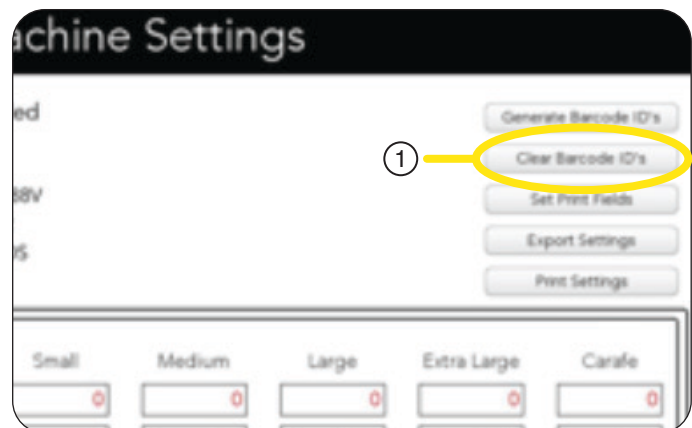 achine Settings
ed
Generate Barcode ID's
1
Clear Barcode ID's
88V
Set Print Fields
Export Settings
Print Settings
Small Medium Large Extra Large Carafe
0 0 0 0 0